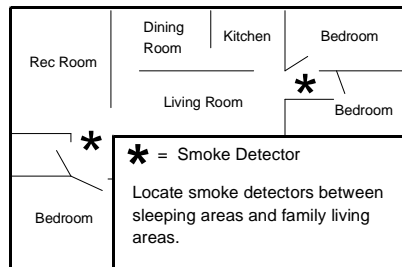 Dining
Room
Kitchen
Bedroom
Rec Room
Living Room
*
Bedroom
*
* = Smoke Detector
Locate smoke detectors between
sleeping areas and family living
areas.
Bedroom